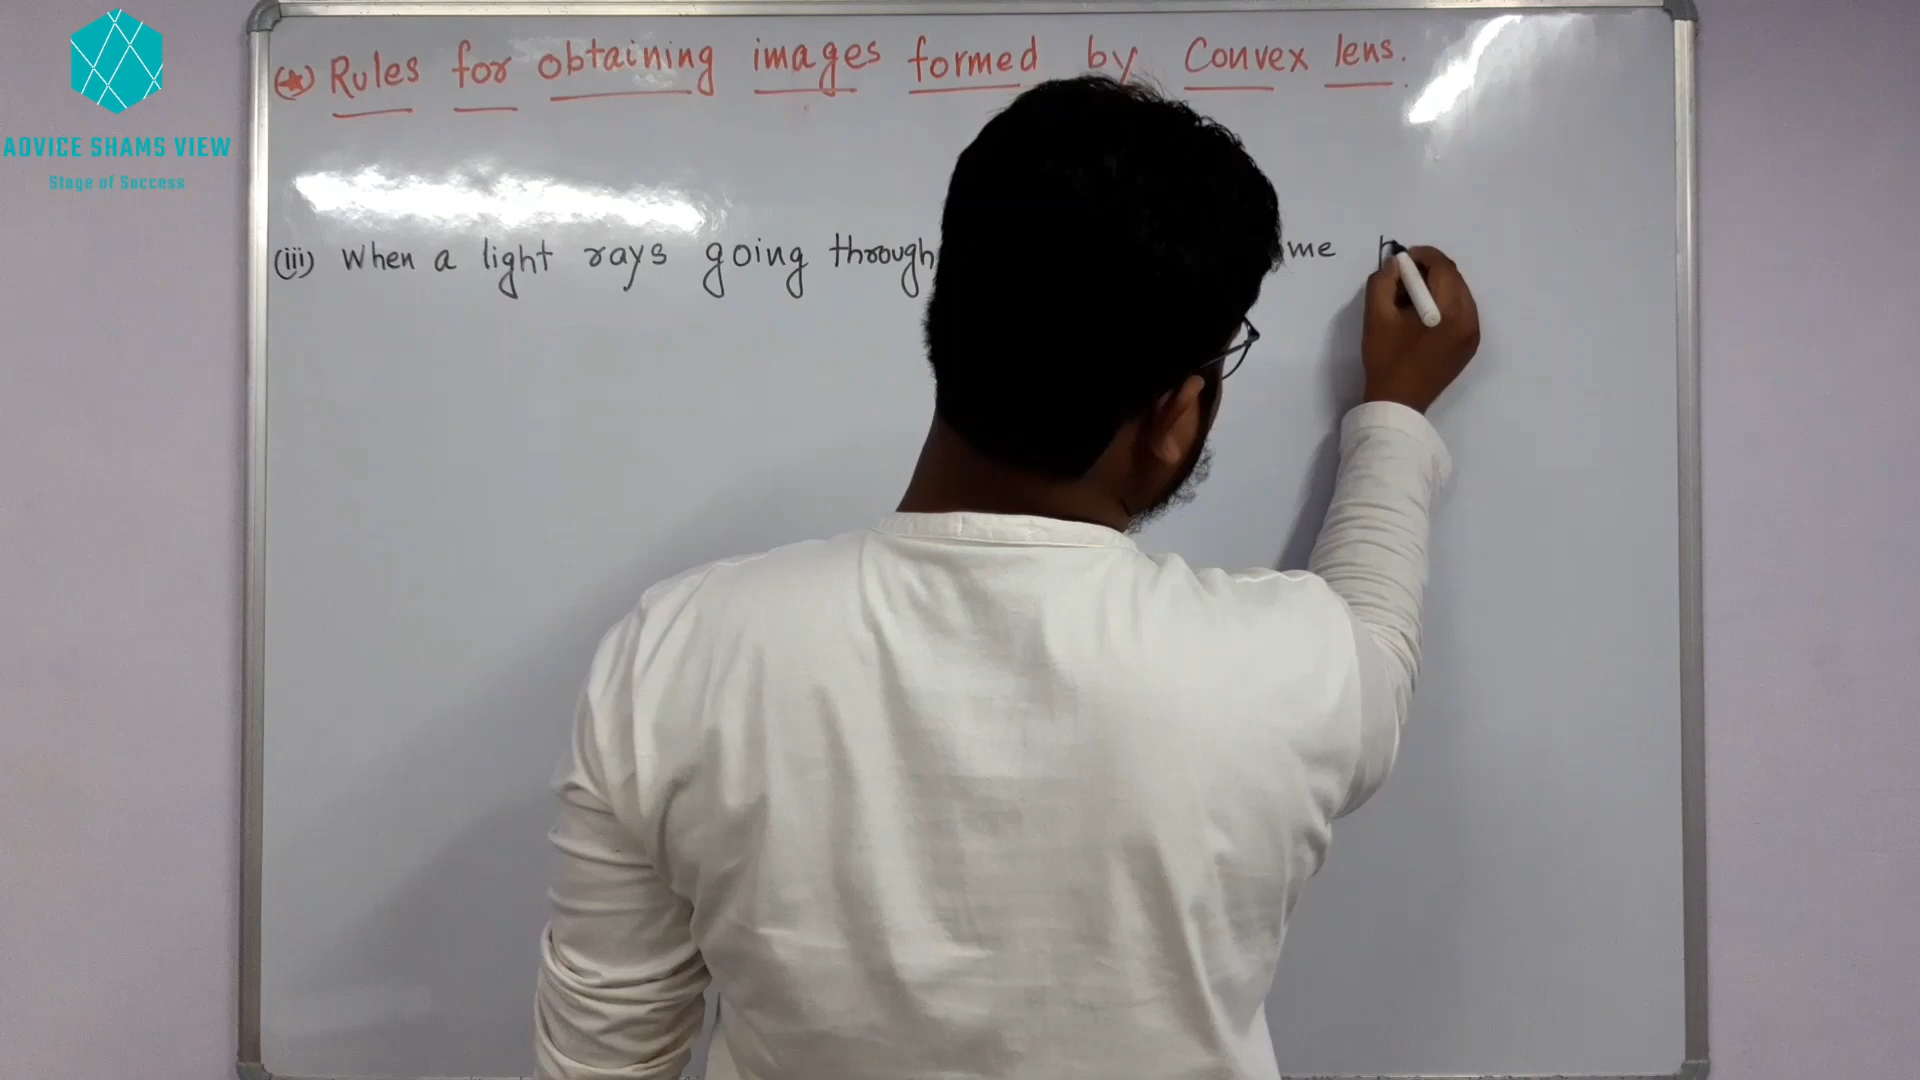 ADVICE SHAMS VIEW
Stage of Success
(★) Rules for obtaining images formed by Convex lens.
(iii) When a light rays going through